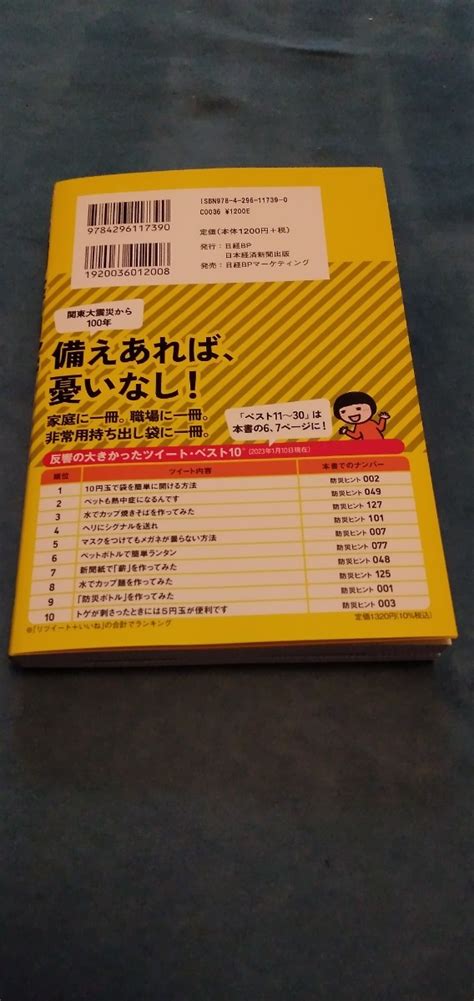 9784296117390
1920036012008
ISBN978-4-296-11739-0
C0036 ¥1200E
定価(本体1200円+税)
発行：日経BP
日本経済新聞出版
発売：日経BPマーケティング
関東大震災から
100年
備えあれば、
憂いなし！
家庭に一冊。職場に一冊。
非常用持ち出し袋に一冊。
「ベスト11〜30」は
本書の6、7ページに！
反響の大きかったツイート・ベスト10※（2023年1月10日現在）
順位 ツイート内容 本書でのナンバー
1 10円玉で袋を簡単に開ける方法 防災ヒント 002
2 ペットも熱中症になるんです 防災ヒント 049
3 水でカップ焼きそばを作ってみた 防災ヒント 127
4 ヘリにシグナルを送れ 防災ヒント 101
5 マスクをつけてもメガネが曇らない方法 防災ヒント 007
6 ペットボトルで簡単ランタン 防災ヒント 077
7 新聞紙で「薪」を作ってみた 防災ヒント 048
8 水でカップ麺を作ってみた 防災ヒント 125
9 「防災ボトル」を作ってみた 防災ヒント 001
10 トゲが刺さったときには5円玉が便利です 防災ヒント 003
※「リツイート+いいね」の合計でランキング
定価1320円(10%税込)